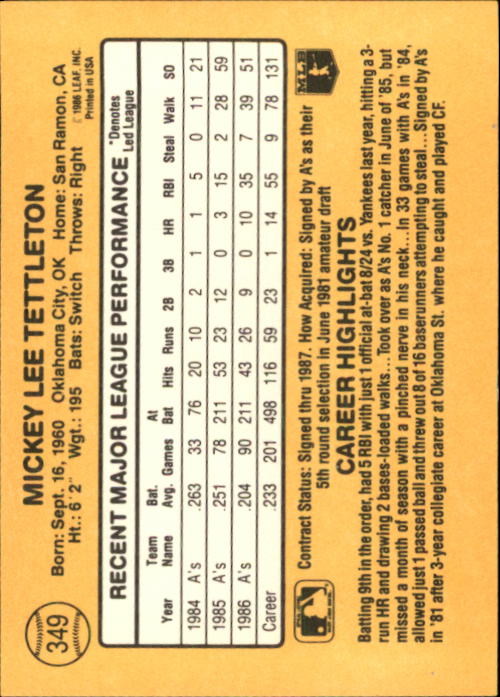 349
MICKEY LEE TETTLETON
Born: Sept. 16, 1960 Oklahoma City, OK Home: San Ramon, CA
Ht.: 6' 2" Wgt.: 195 Bats: Switch Throws: Right
© 1986 LEAF, INC.
Printed in USA
RECENT MAJOR LEAGUE PERFORMANCE
*Denotes
Led League
Year Team Name Bat. Avg. Games At Bat Hits Runs 2B 3B HR RBI Steal Walk SO
1984 A's .263 33 76 20 10 2 1 1 5 0 11 21
1985 A's .251 78 211 53 23 12 0 3 15 2 28 59
1986 A's .204 90 211 43 26 9 0 10 35 7 39 51
Career .233 201 498 116 59 23 1 14 55 9 78 131
Contract Status: Signed thru 1987. How Acquired: Signed by A's as their
5th round selection in June 1981 amateur draft
MLB
CAREER HIGHLIGHTS
Batting 9th in the order, had 5 RBI with just 1 official at-bat 8/24 vs. Yankees last year, hitting a 3-
run HR and drawing 2 bases-loaded walks...Took over as A's No. 1 catcher in June of '85, but
missed a month of season with a pinched nerve in his neck...In 33 games with A's in '84,
allowed just 1 passed ball and threw out 8 of 16 baserunners attempting to steal...Signed by A's
in '81 after 3-year collegiate career at Oklahoma St. where he caught and played CF.